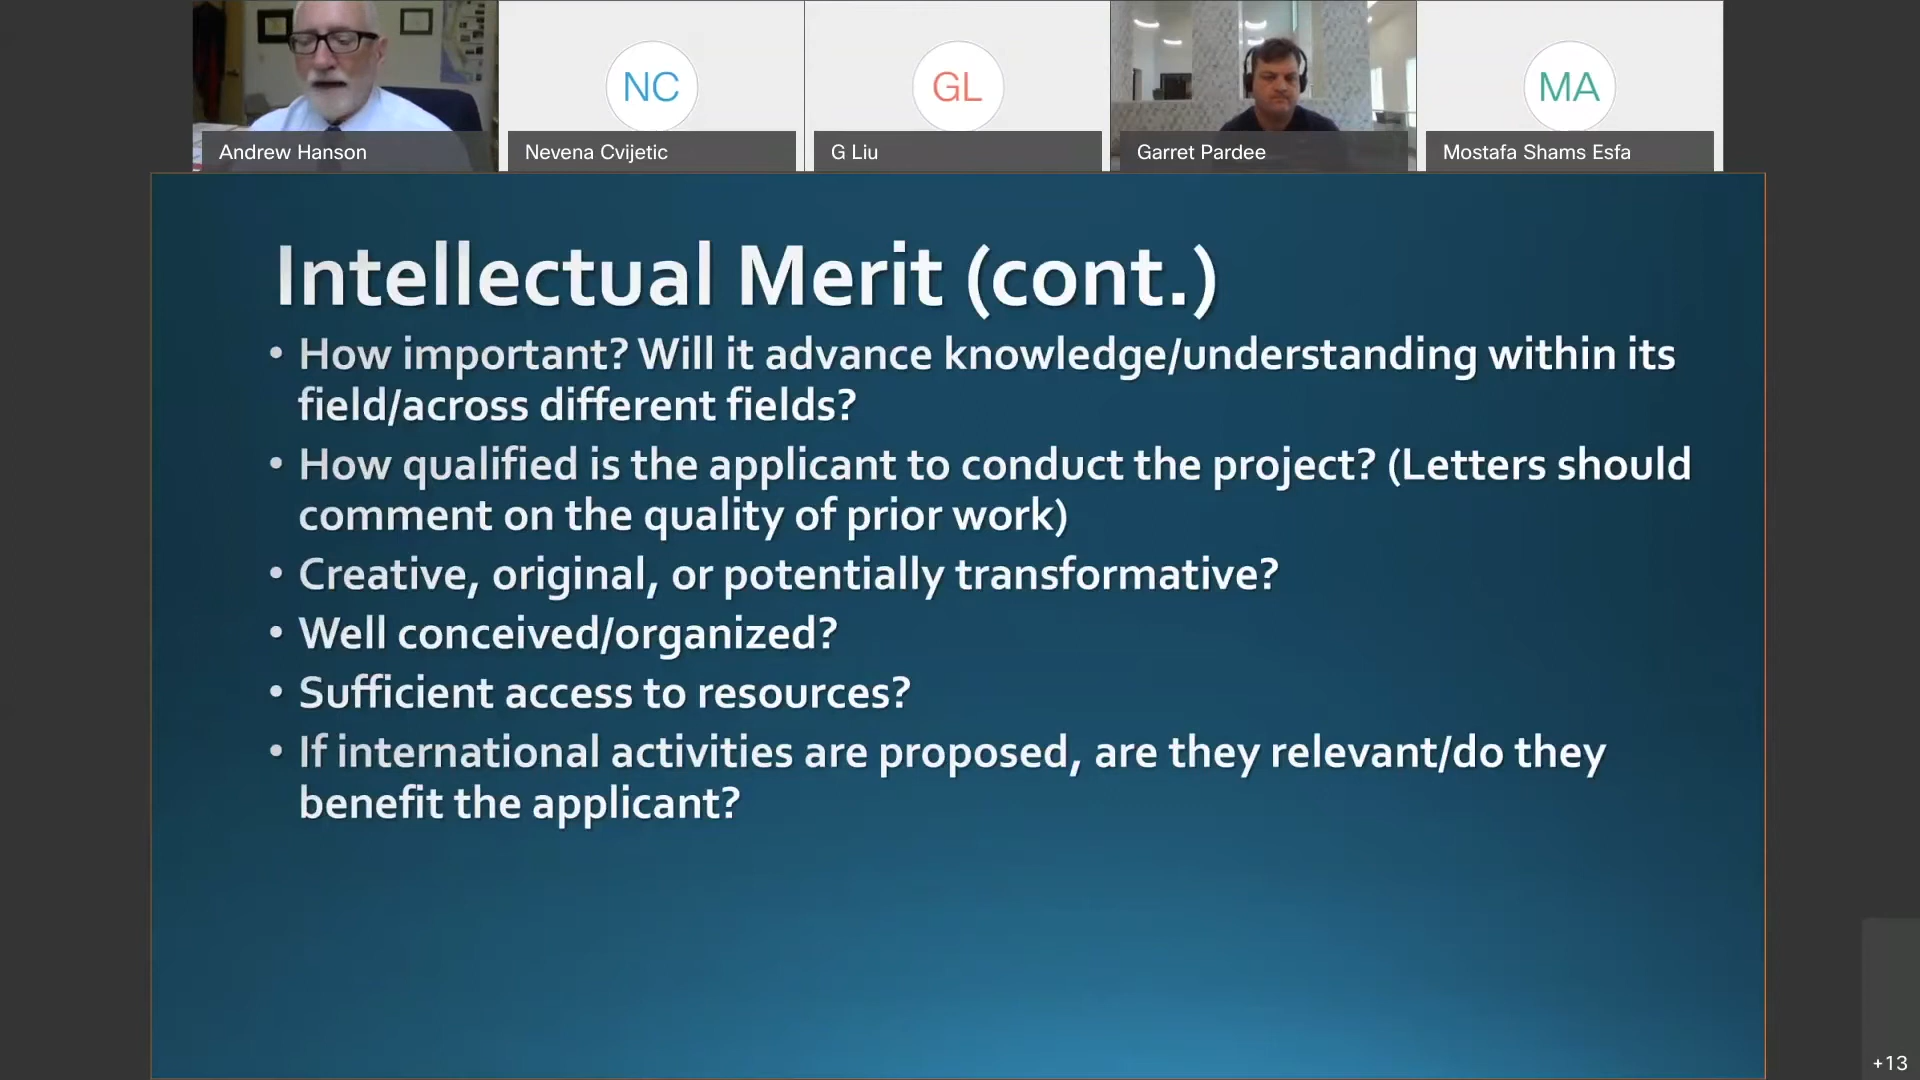 NC
GL
MA
Andrew Hanson
Nevena Cvijetic
G Liu
Garret Pardee
Mostafa Shams Esfa
Intellectual Merit (cont.)
• How important? Will it advance knowledge/understanding within its
field/across different fields?
• How qualified is the applicant to conduct the project? (Letters should
comment on the quality of prior work)
• Creative, original, or potentially transformative?
• Well conceived/organized?
• Sufficient access to resources?
• If international activities are proposed, are they relevant/do they
benefit the applicant?
+13